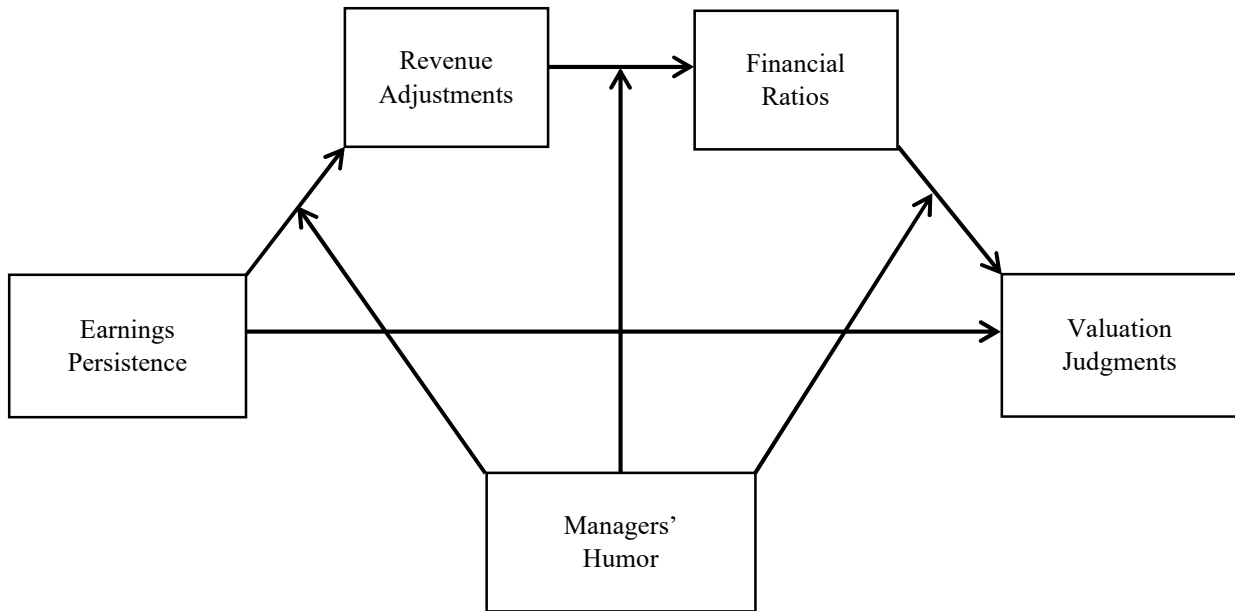 Revenue
Adjustments
Financial
Ratios
Earnings
Persistence
Valuation
Judgments
Managers’
Humor